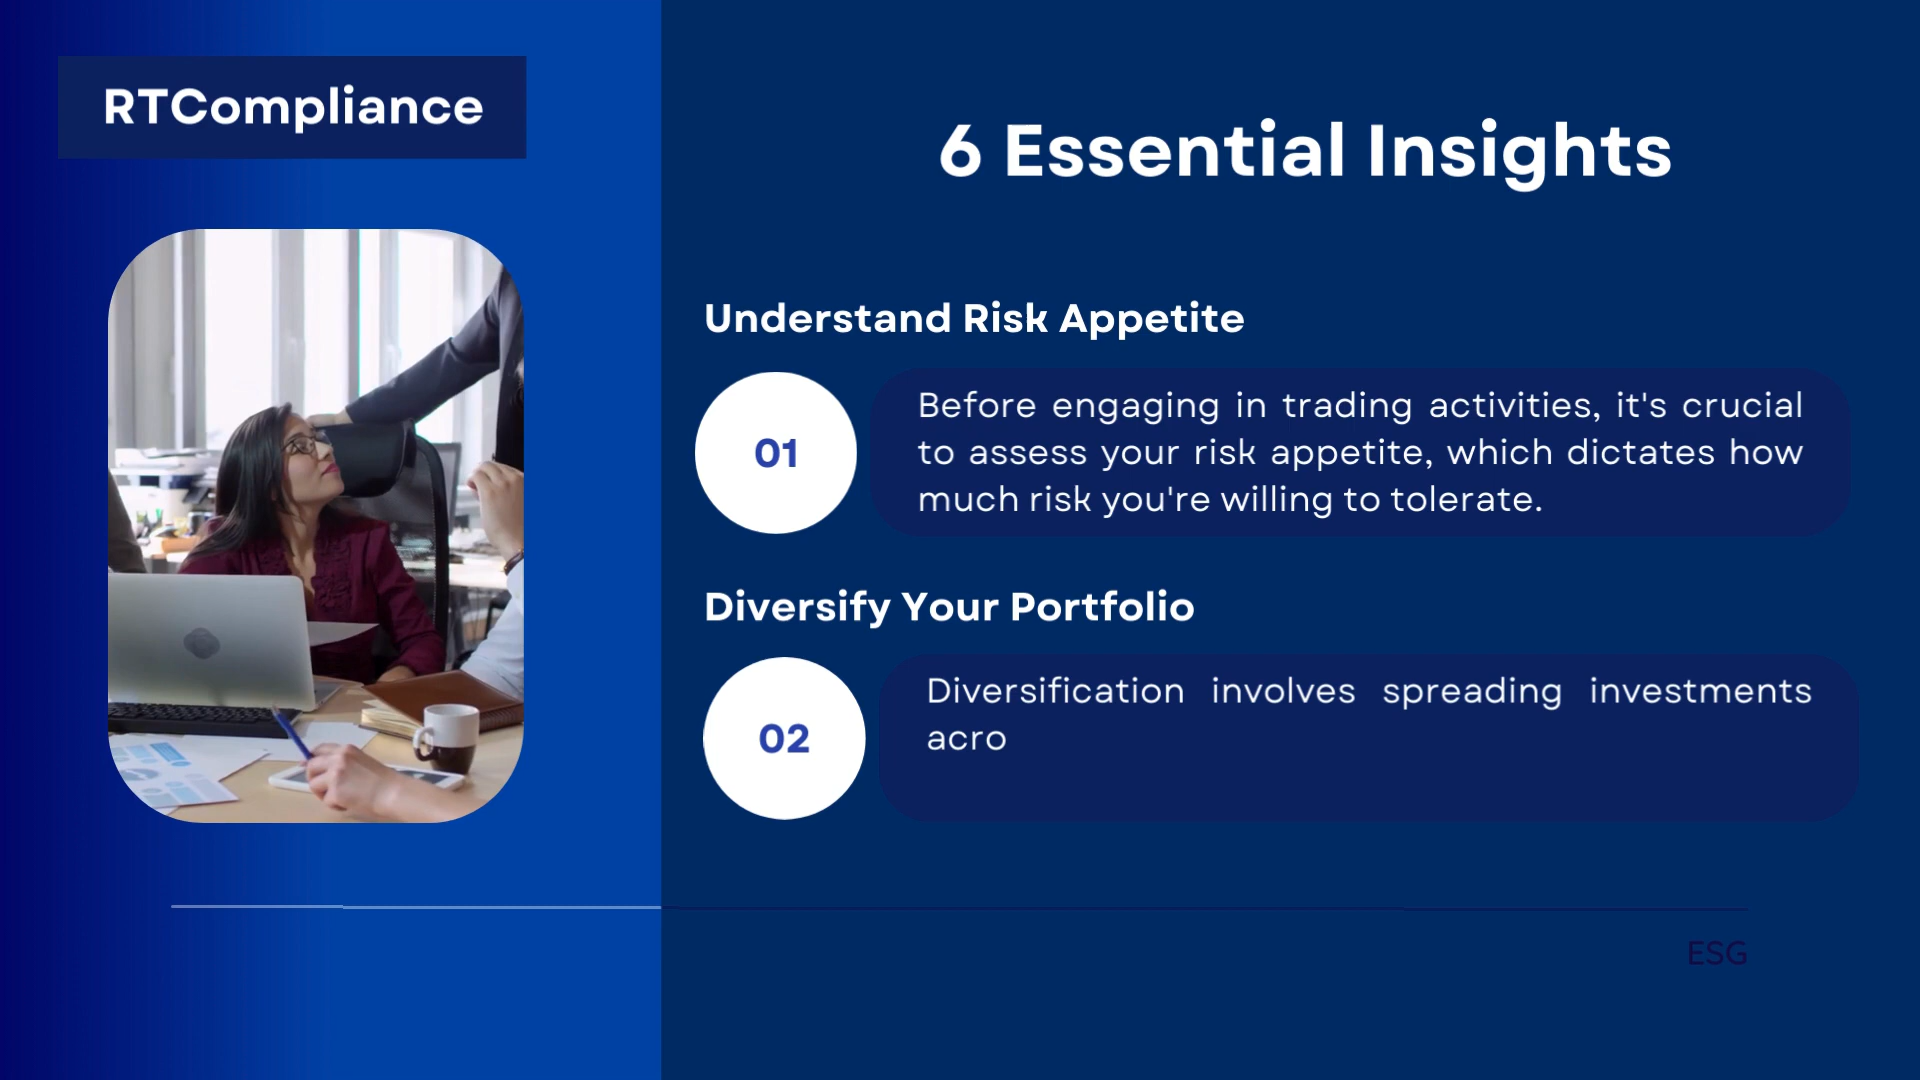 RTCompliance
6 Essential Insights
Understand Risk Appetite
01
Before engaging in trading activities, it's crucial
to assess your risk appetite, which dictates how
much risk you're willing to tolerate.
Diversify Your Portfolio
02
Diversification involves spreading investments
acro
ESG